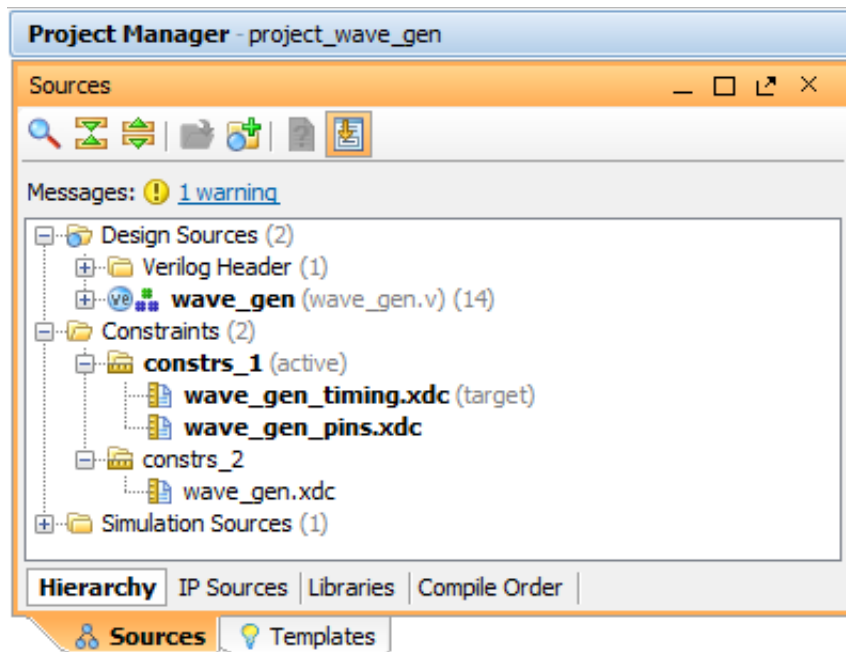 Project Manager - project_wave_gen
Sources
Messages: 1 warning
Design Sources (2)
Verilog Header (1)
wave_gen (wave_gen.v) (14)
Constraints (2)
constrs_1 (active)
wave_gen_timing.xdc (target)
wave_gen_pins.xdc
constrs_2
wave_gen.xdc
Simulation Sources (1)
Hierarchy IP Sources Libraries Compile Order
Sources Templates